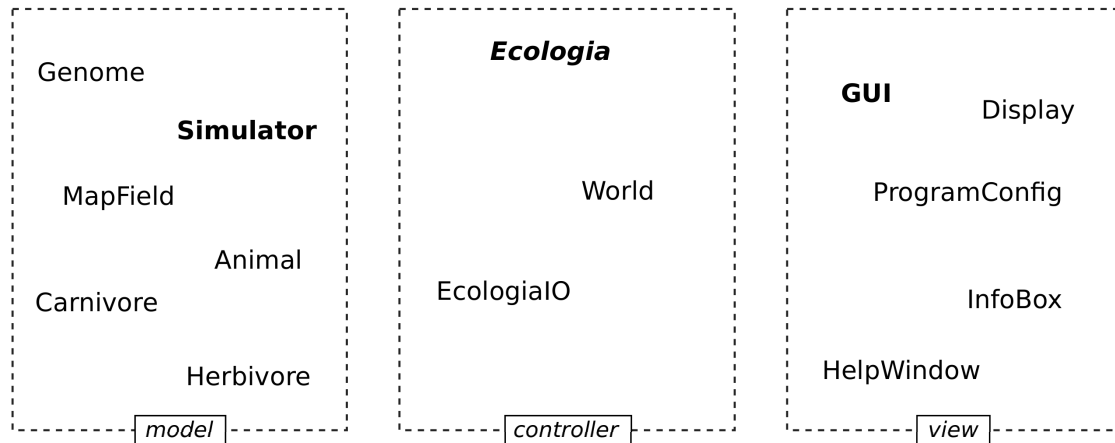 Genome
Simulator
MapField
Animal
Carnivore
Herbivore
model
Ecologia
World
EcologiaIO
controller
GUI
Display
ProgramConfig
InfoBox
HelpWindow
view